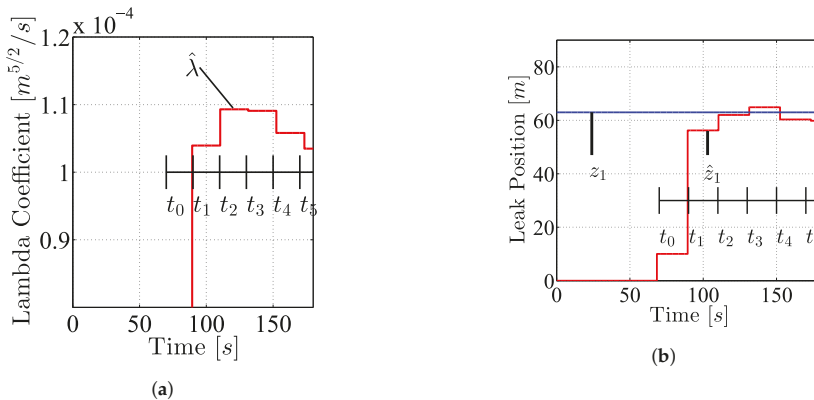 1.2 x 10⁻⁴
1.1
1
0.9
Lambda Coefficient [m^{5/2}/s]
λ̂
t₀ t₁ t₂ t₃ t₄ t₅
0 50 100 150
Time [s]
(a)
80
60
40
20
0
Leak Position [m]
z₁
ẑ₁
t₀ t₁ t₂ t₃ t₄ t
0 50 100 150
Time [s]
(b)